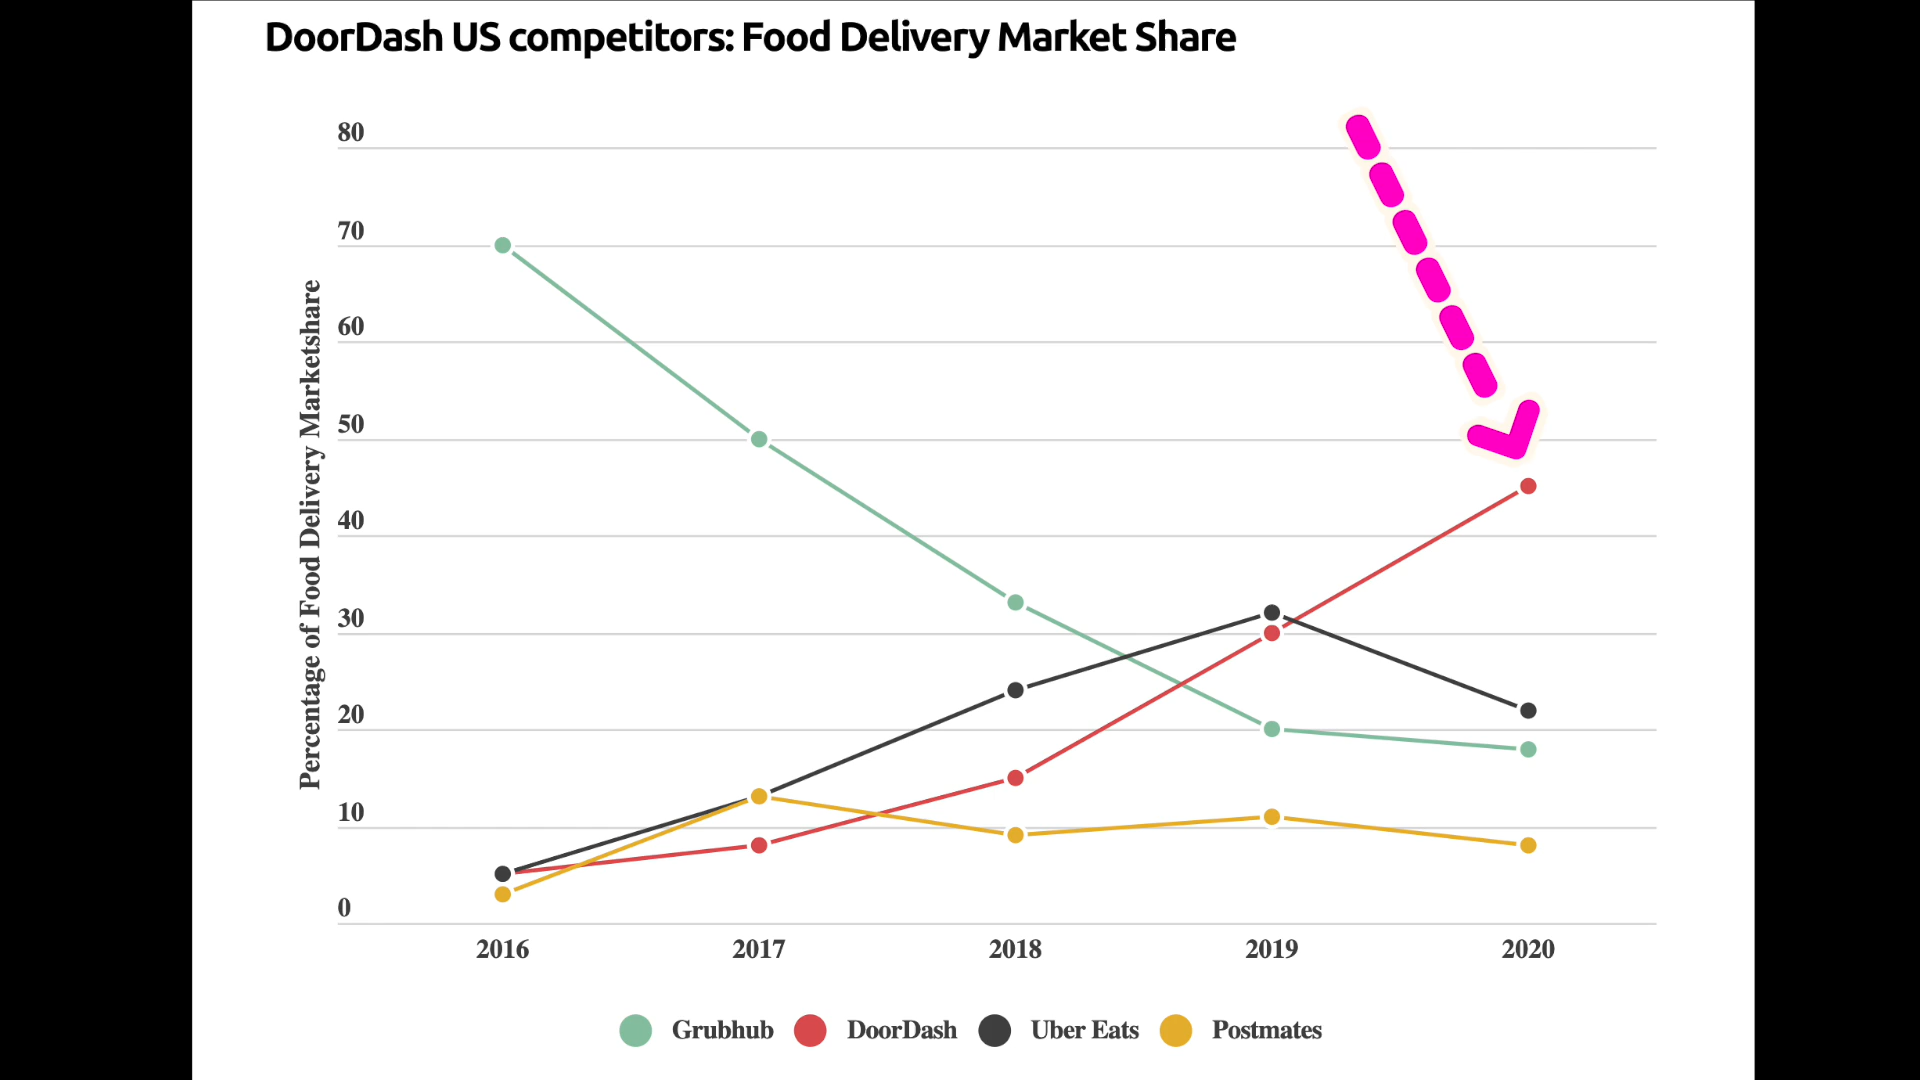 DoorDash US competitors: Food Delivery Market Share
80
70
60
50
40
30
20
10
0
Percentage of Food Delivery Marketshare
2016 2017 2018 2019 2020
Grubhub DoorDash Uber Eats Postmates